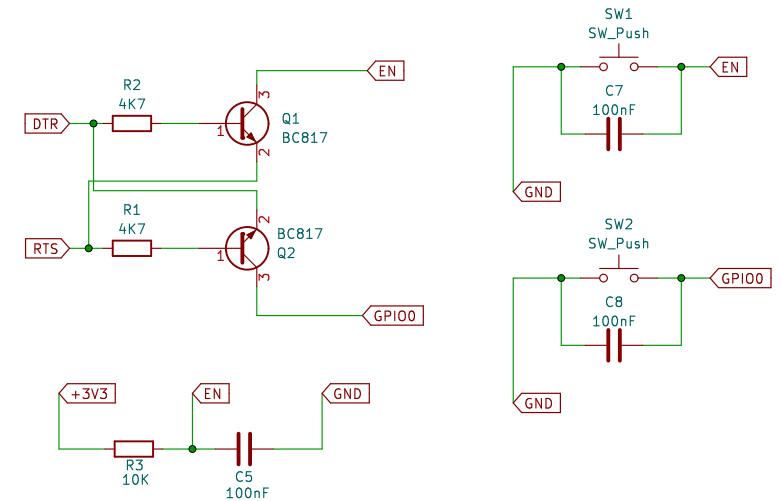 SW1
SW_Push
EN
C7
100nF
GND
R2
4K7
DTR
EN
3
Q1
1
BC817
2
R1
4K7
RTS
2
BC817
1
Q2
3
GPIO0
SW2
SW_Push
GPIO0
C8
100nF
GND
+3V3
EN
GND
R3
10K
C5
100nF